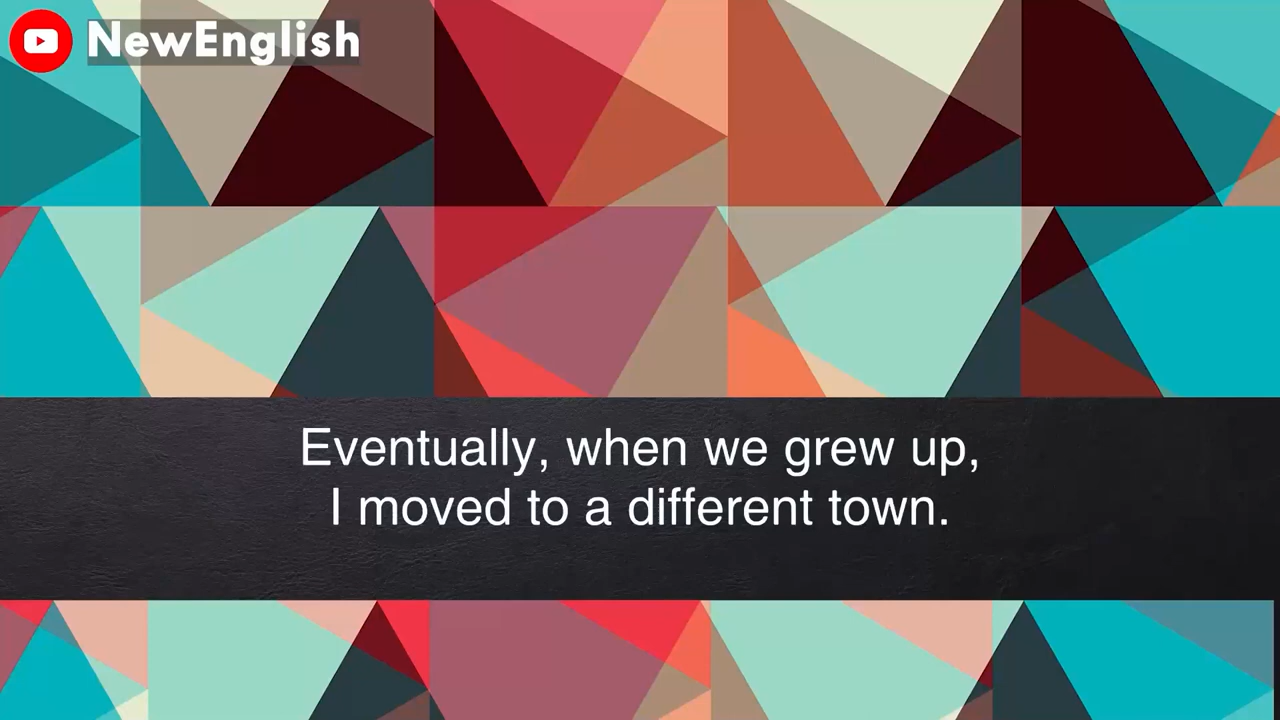 NewEnglish
Eventually, when we grew up,
I moved to a different town.